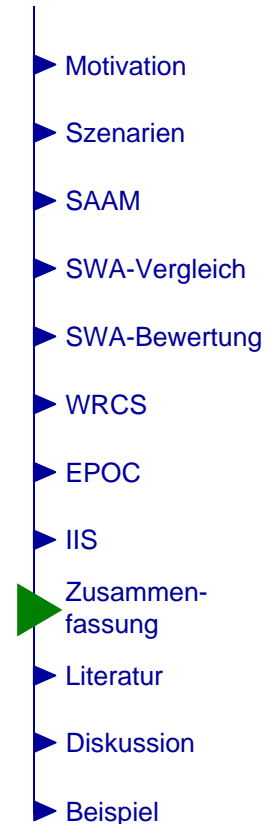 Motivation
Szenarien
SAAM
SWA-Vergleich
SWA-Bewertung
WRCS
EPOC
IIS
Zusammen-
fassung
Literatur
Diskussion
Beispiel